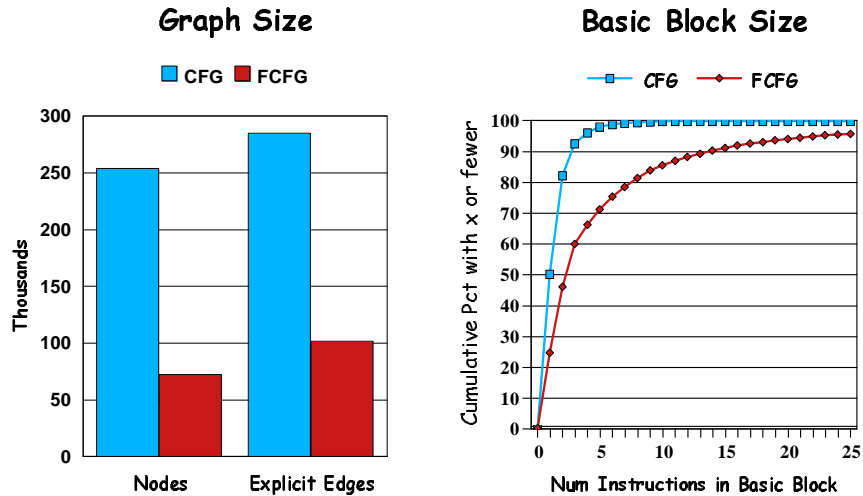 Graph Size
CFG FCFG
300
250
200
150
100
50
0
Thousands
Nodes Explicit Edges
Basic Block Size
CFG FCFG
100
90
80
70
60
50
40
30
20
10
0
Cumulative Pct with x or fewer
0 5 10 15 20 25
Num Instructions in Basic Block